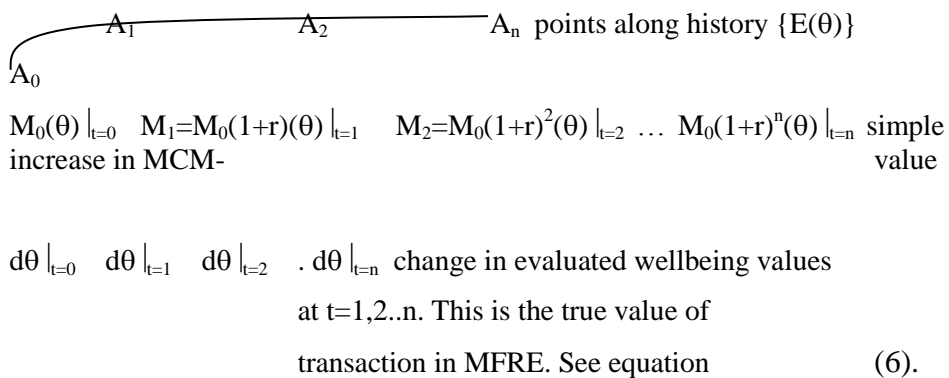 A₁ A₂ Aₙ points along history {E(θ)}
A₀
M₀(θ)|ₜ₌₀ M₁=M₀(1+r)(θ)|ₜ₌₁ M₂=M₀(1+r)²(θ)|ₜ₌₂ … M₀(1+r)ⁿ(θ)|ₜ₌ₙ simple
increase in MCM- value
dθ|ₜ₌₀ dθ|ₜ₌₁ dθ|ₜ₌₂ . dθ|ₜ₌ₙ change in evaluated wellbeing values
at t=1,2..n. This is the true value of
transaction in MFRE. See equation (6).